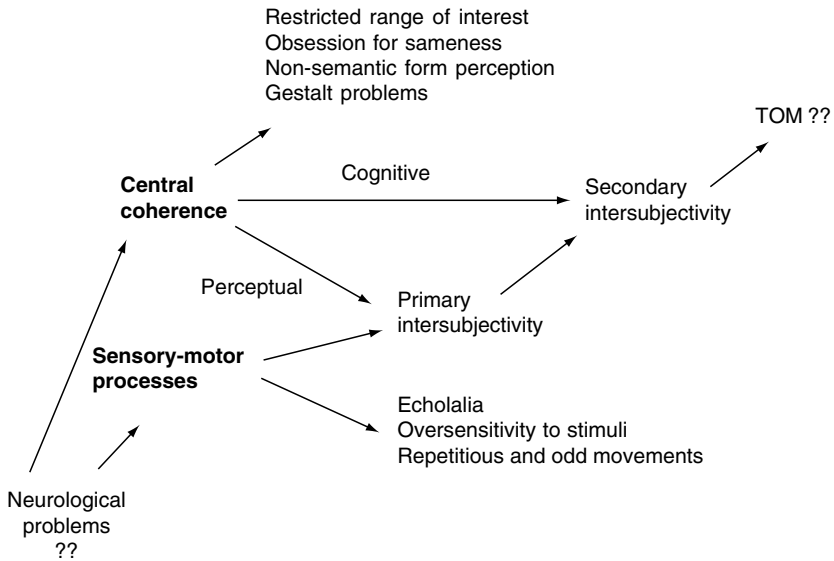 Restricted range of interest
Obsession for sameness
Non-semantic form perception
Gestalt problems
TOM ??
Cognitive
Central
coherence
Secondary
intersubjectivity
Perceptual
Primary
intersubjectivity
Sensory-motor
processes
Echolalia
Oversensitivity to stimuli
Repetitious and odd movements
Neurological
problems
??